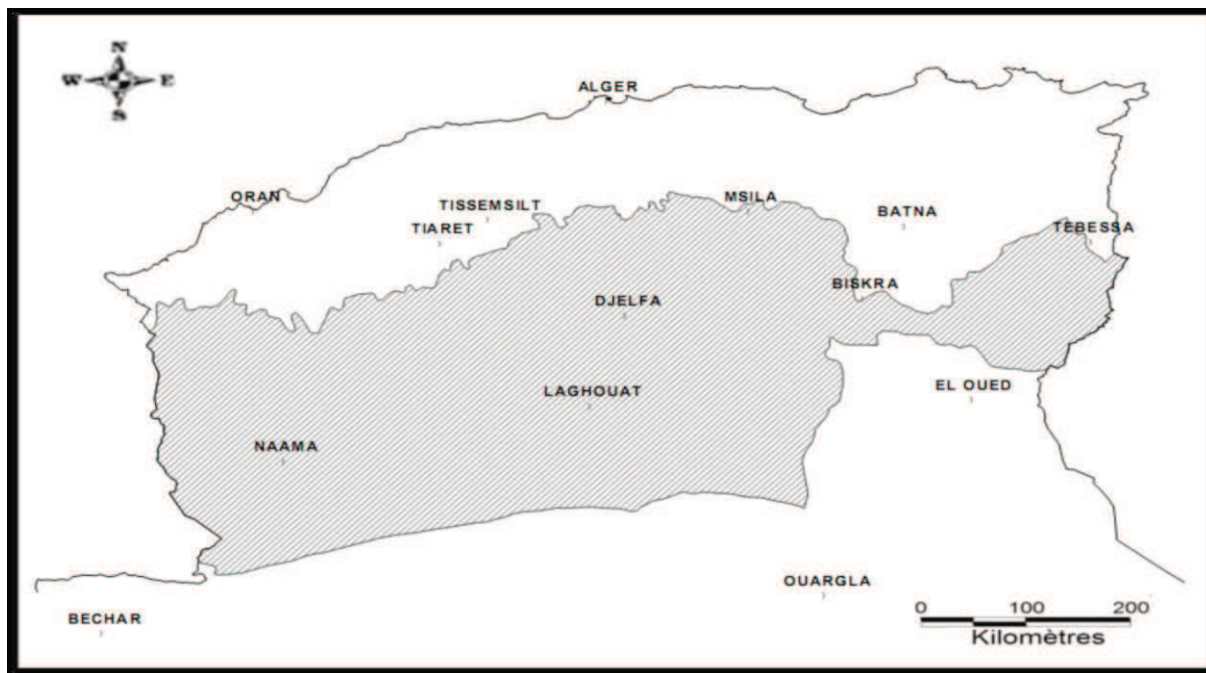 N
W E
S
ALGER
ORAN
TISSEMSILT
MSILA
BATNA
TIARET
TEBESSA
BISKRA
DJELFA
LAGHOUAT
EL OUED
NAAMA
OUARGLA
BECHAR
0 100 200
Kilomètres